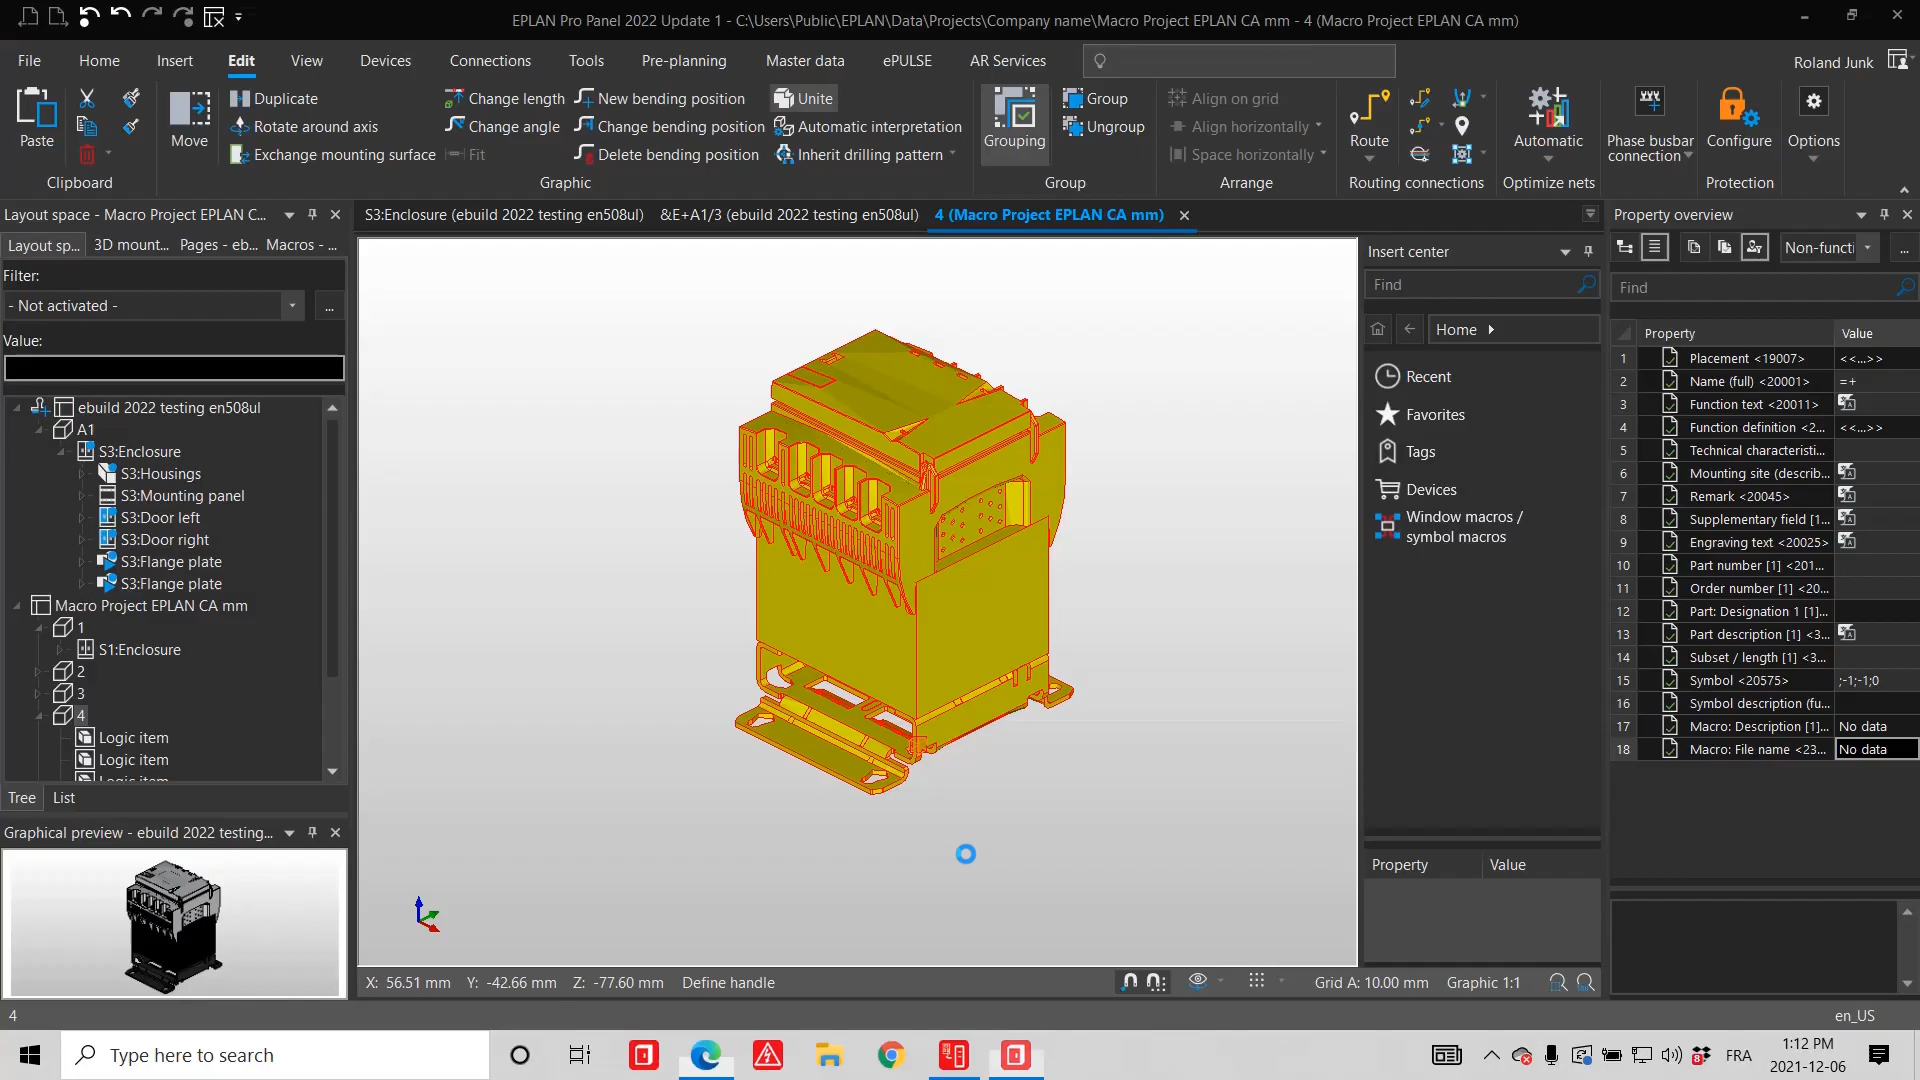 EPLAN Pro Panel 2022 Update 1 - C:\Users\Public\EPLAN\Data\Projects\Company name\Macro Project EPLAN CA mm - 4 (Macro Project EPLAN CA mm)
File Home Insert Edit View Devices Connections Tools Pre-planning Master data ePULSE AR Services
Roland Junk
Paste
Clipboard
Move
Duplicate
Rotate around axis
Exchange mounting surface
Change length
Change angle
Fit
New bending position
Change bending position
Delete bending position
Unite
Automatic interpretation
Inherit drilling pattern
Graphic
Grouping
Group
Ungroup
Group
Align on grid
Align horizontally
Space horizontally
Arrange
Route
Routing connections
Automatic
Optimize nets
Phase busbar
connection
Configure
Protection
Options
Layout space - Macro Project EPLAN C...
Layout sp... 3D mount... Pages - eb... Macros - ...
Filter:
- Not activated -
...
Value:
ebuild 2022 testing en508ul
A1
S3:Enclosure
S3:Housings
S3:Mounting panel
S3:Door left
S3:Door right
S3:Flange plate
S3:Flange plate
Macro Project EPLAN CA mm
1
S1:Enclosure
2
3
4
Logic item
Logic item
Tree List
Graphical preview - ebuild 2022 testing...
S3:Enclosure (ebuild 2022 testing en508ul) &E+A1/3 (ebuild 2022 testing en508ul) 4 (Macro Project EPLAN CA mm)
Insert center
Find
Home
Recent
Favorites
Tags
Devices
Window macros /
symbol macros
Property Value
Property overview
Non-functi
...
Find
Property Value
1 Placement <19007> <<...>>
2 Name (full) <20001> =+
3 Function text <20011>
4 Function definition <2... <<...>>
5 Technical characteristi...
6 Mounting site (describ...
7 Remark <20045>
8 Supplementary field [1...
9 Engraving text <20025>
10 Part number [1] <201...
11 Order number [1] <20...
12 Part: Designation 1 [1]...
13 Part description [1] <3...
14 Subset / length [1] <3...
15 Symbol <20575> ;-1;-1;0
16 Symbol description (fu...
17 Macro: Description [1]... No data
18 Macro: File name <23... No data
X: 56.51 mm Y: -42.66 mm Z: -77.60 mm Define handle
Grid A: 10.00 mm Graphic 1:1
4
en_US
Type here to search
8
FRA
1:12 PM
2021-12-06